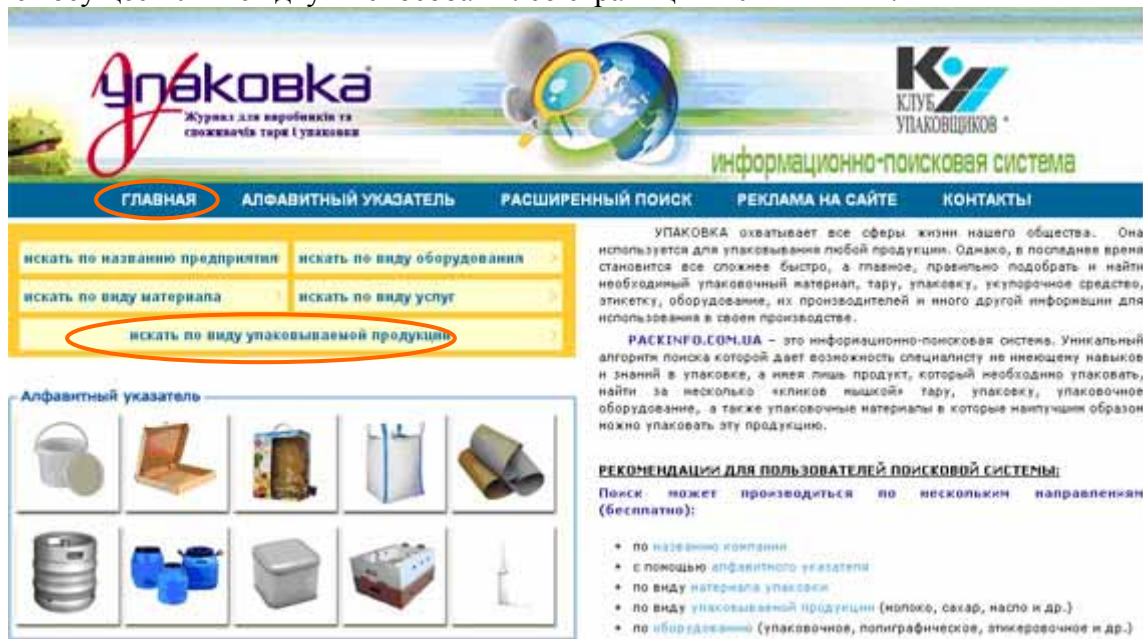 упаковка
Журнал для виробників та
споживачів тари і упаковки
КЛУБ
УПАКОВЩИКОВ
информационно-поисковая система
ГЛАВНАЯ АЛФАВИТНЫЙ УКАЗАТЕЛЬ РАСШИРЕННЫЙ ПОИСК РЕКЛАМА НА САЙТЕ КОНТАКТЫ
искать по названию предприятия искать по виду оборудования
искать по виду материала искать по виду услуг
искать по виду упаковываемой продукции
Алфавитный указатель
УПАКОВКА охватывает все сферы жизни нашего общества. Она
используется для упаковывания любой продукции. Однако, в последнее время
становится все сложнее быстро, а главное, правильно подобрать и найти
необходимый упаковочный материал, тару, упаковку, укупорочное средство,
этикетку, оборудование, их производителей и много другой информации для
использования в своем производстве.
PACKINFO.COM.UA – это информационно-поисковая система. Уникальный
алгоритм поиска которой дает возможность специалисту не имеющему навыков
и знаний в упаковке, а имея лишь продукт, который необходимо упаковать,
найти за несколько «кликов мышкой» тару, упаковку, упаковочное
оборудование, а также упаковочные материалы в которые наилучшим образом
можно упаковать эту продукцию.
РЕКОМЕНДАЦИИ ДЛЯ ПОЛЬЗОВАТЕЛЕЙ ПОИСКОВОЙ СИСТЕМЫ:
Поиск может производиться по нескольким направлениям
(бесплатно):
• по названию компании
• с помощью алфавитного указателя
• по виду материала упаковки
• по виду упаковываемой продукции (молоко, сахар, масло и др.)
• по оборудованию (упаковочное, полиграфическое, этикеровочное и др.)